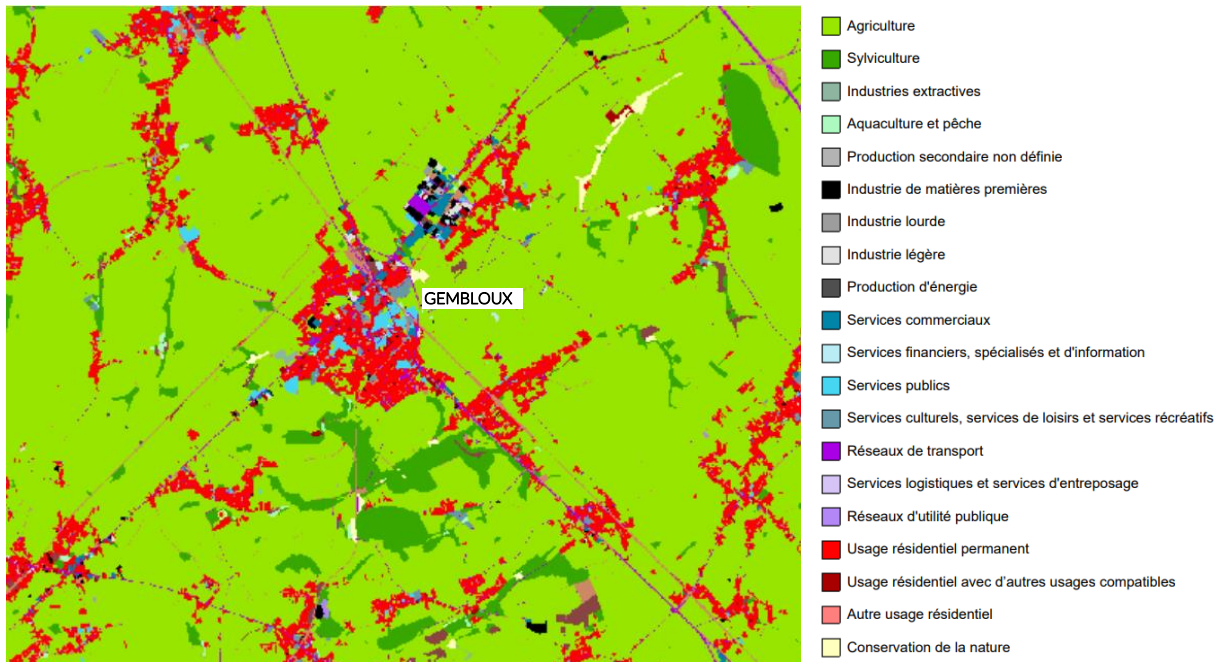 Agriculture
Sylviculture
Industries extractives
Aquaculture et pêche
Production secondaire non définie
Industrie de matières premières
Industrie lourde
Industrie légère
Production d'énergie
Services commerciaux
Services financiers, spécialisés et d'information
Services publics
Services culturels, services de loisirs et services récréatifs
Réseaux de transport
Services logistiques et services d'entreposage
Réseaux d'utilité publique
Usage résidentiel permanent
Usage résidentiel avec d’autres usages compatibles
Autre usage résidentiel
Conservation de la nature
GEMBLOUX